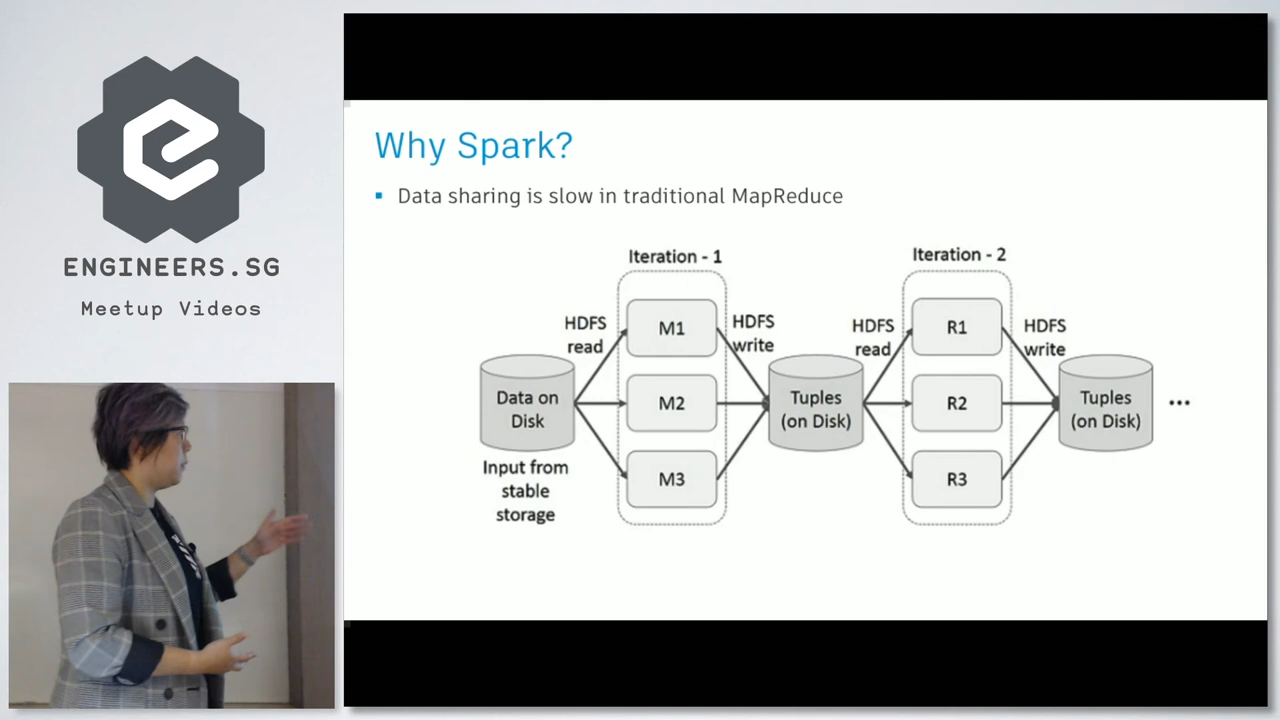 ENGINEERS.SG
Meetup Videos
Why Spark?
Data sharing is slow in traditional MapReduce
Iteration - 1
Iteration - 2
HDFS
read
HDFS
write
HDFS
read
HDFS
write
M1
M2
M3
R1
R2
R3
Data on
Disk
Tuples
(on Disk)
Tuples
(on Disk)
...
Input from
stable
storage